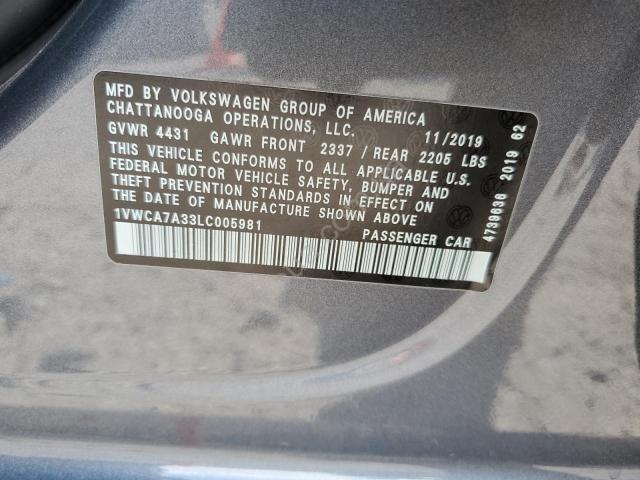 MFD BY VOLKSWAGEN GROUP OF AMERICA
CHATTANOOGA OPERATIONS, LLC. 11/2019
GVWR 4431 GAWR FRONT 2337 / REAR 2205 LBS
THIS VEHICLE CONFORMS TO ALL APPLICABLE U.S.
FEDERAL MOTOR VEHICLE SAFETY, BUMPER AND
THEFT PREVENTION STANDARDS IN EFFECT ON
THE DATE OF MANUFACTURE SHOWN ABOVE
1VWCA7A33LC005981 PASSENGER CAR
4739636 2019 62